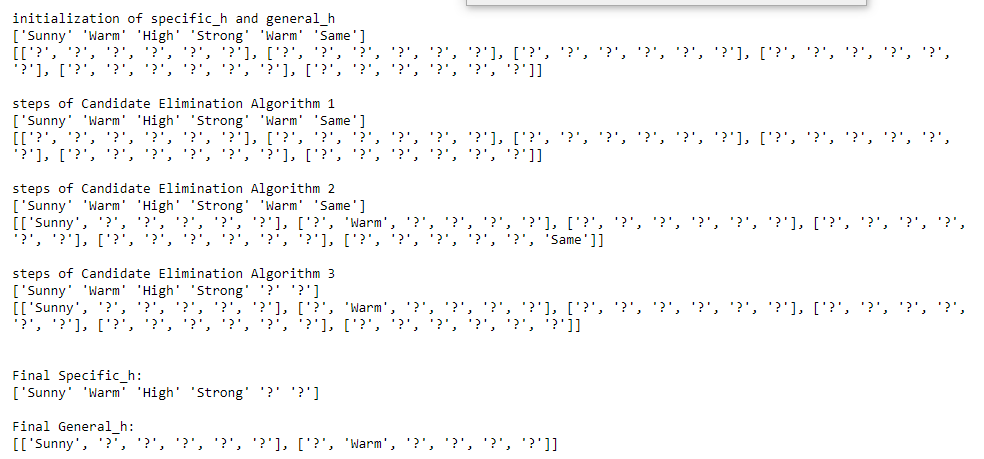 initialization of specific_h and general_h
['Sunny' 'Warm' 'High' 'Strong' 'Warm' 'Same']
[['?', '?', '?', '?', '?', '?'], ['?', '?', '?', '?', '?', '?'], ['?', '?', '?', '?', '?', '?'], ['?', '?', '?', '?', '?',
'?'], ['?', '?', '?', '?', '?', '?'], ['?', '?', '?', '?', '?', '?']]
steps of Candidate Elimination Algorithm 1
['Sunny' 'Warm' 'High' 'Strong' 'Warm' 'Same']
[['?', '?', '?', '?', '?', '?'], ['?', '?', '?', '?', '?', '?'], ['?', '?', '?', '?', '?', '?'], ['?', '?', '?', '?', '?',
'?'], ['?', '?', '?', '?', '?', '?'], ['?', '?', '?', '?', '?', '?']]
steps of Candidate Elimination Algorithm 2
['Sunny' 'Warm' 'High' 'Strong' 'Warm' 'Same']
[['Sunny', '?', '?', '?', '?', '?'], ['?', 'Warm', '?', '?', '?', '?'], ['?', '?', '?', '?', '?', '?'], ['?', '?', '?', '?',
'?', '?'], ['?', '?', '?', '?', '?', '?'], ['?', '?', '?', '?', '?', 'Same']]
steps of Candidate Elimination Algorithm 3
['Sunny' 'Warm' 'High' 'Strong' '?' '?']
[['Sunny', '?', '?', '?', '?', '?'], ['?', 'Warm', '?', '?', '?', '?'], ['?', '?', '?', '?', '?', '?'], ['?', '?', '?', '?',
'?', '?'], ['?', '?', '?', '?', '?', '?'], ['?', '?', '?', '?', '?', '?']]
Final Specific_h:
['Sunny' 'Warm' 'High' 'Strong' '?' '?']
Final General_h:
[['Sunny', '?', '?', '?', '?', '?'], ['?', 'Warm', '?', '?', '?', '?']]